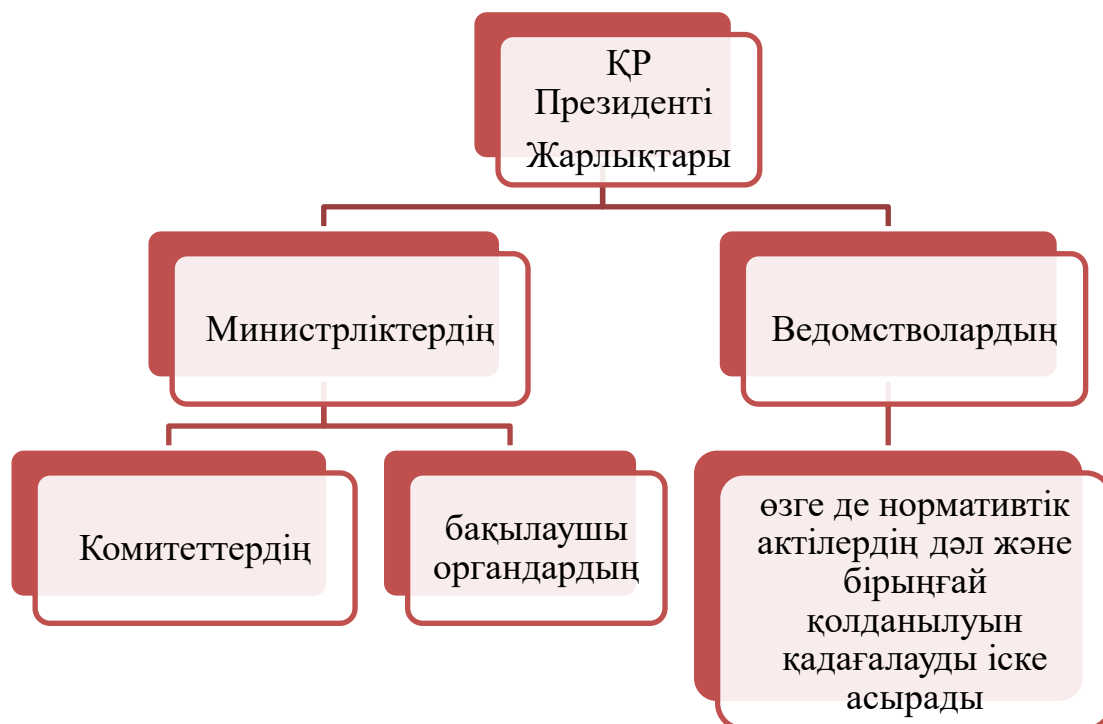 ҚР
Президенті
Жарлықтары
Министрліктердің
Ведомстволардың
Комитеттердің
бақылаушы
органдардың
өзге де нормативтік
актілердің дәл және
бірыңғай
қолданылуын
қадағалауды іске
асырады